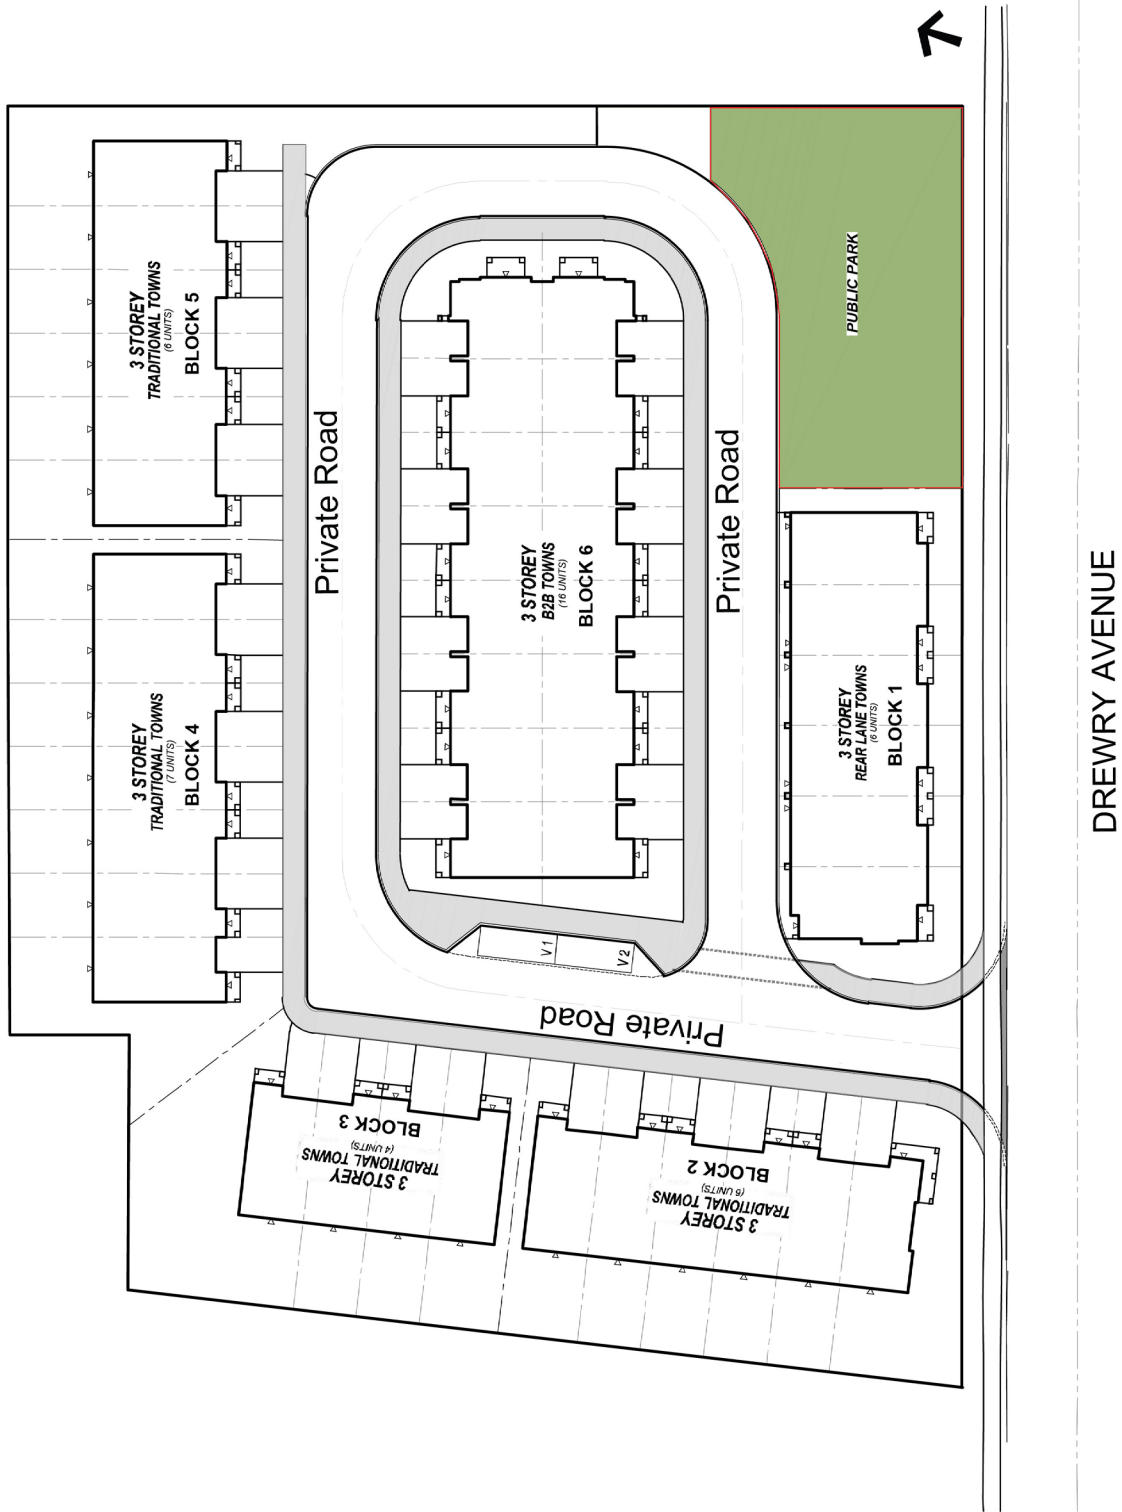 PUBLIC PARK
3 STOREY
TRADITIONAL TOWNS
(6 UNITS)
BLOCK 5
Private Road
Private Road
3 STOREY
B2B TOWNS
(16 UNITS)
BLOCK 6
3 STOREY
TRADITIONAL TOWNS
(7 UNITS)
BLOCK 4
3 STOREY
REAR LANE TOWNS
(6 UNITS)
BLOCK 1
DREWRY AVENUE
V1
V2
Private Road
BLOCK 3
(4 UNITS)
TRADITIONAL TOWNS
3 STOREY
BLOCK 2
(6 UNITS)
TRADITIONAL TOWNS
3 STOREY